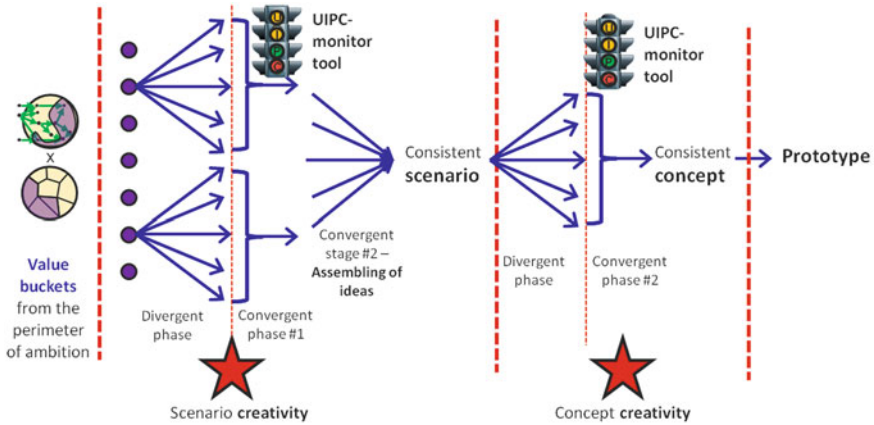 UIPC-
monitor
tool
U
I
P
C
UIPC-
monitor
tool
U
I
P
C
X
Value
buckets
from the
perimeter
of ambition
Divergent
phase
Convergent
phase #1
Convergent
stage #2 –
Assembling of
ideas
Consistent
scenario
Divergent
phase
Convergent
phase #2
Consistent
concept
Prototype
Scenario creativity
Concept creativity